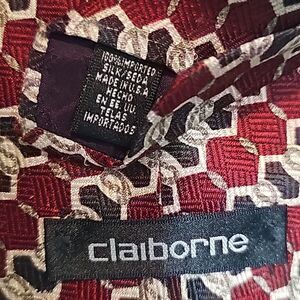 100% IMPORTED
SILK/SEDA
MADE IN U.S.A
HECHO
EN EE.UU.
TELAS
IMPORTADOS
claiborne